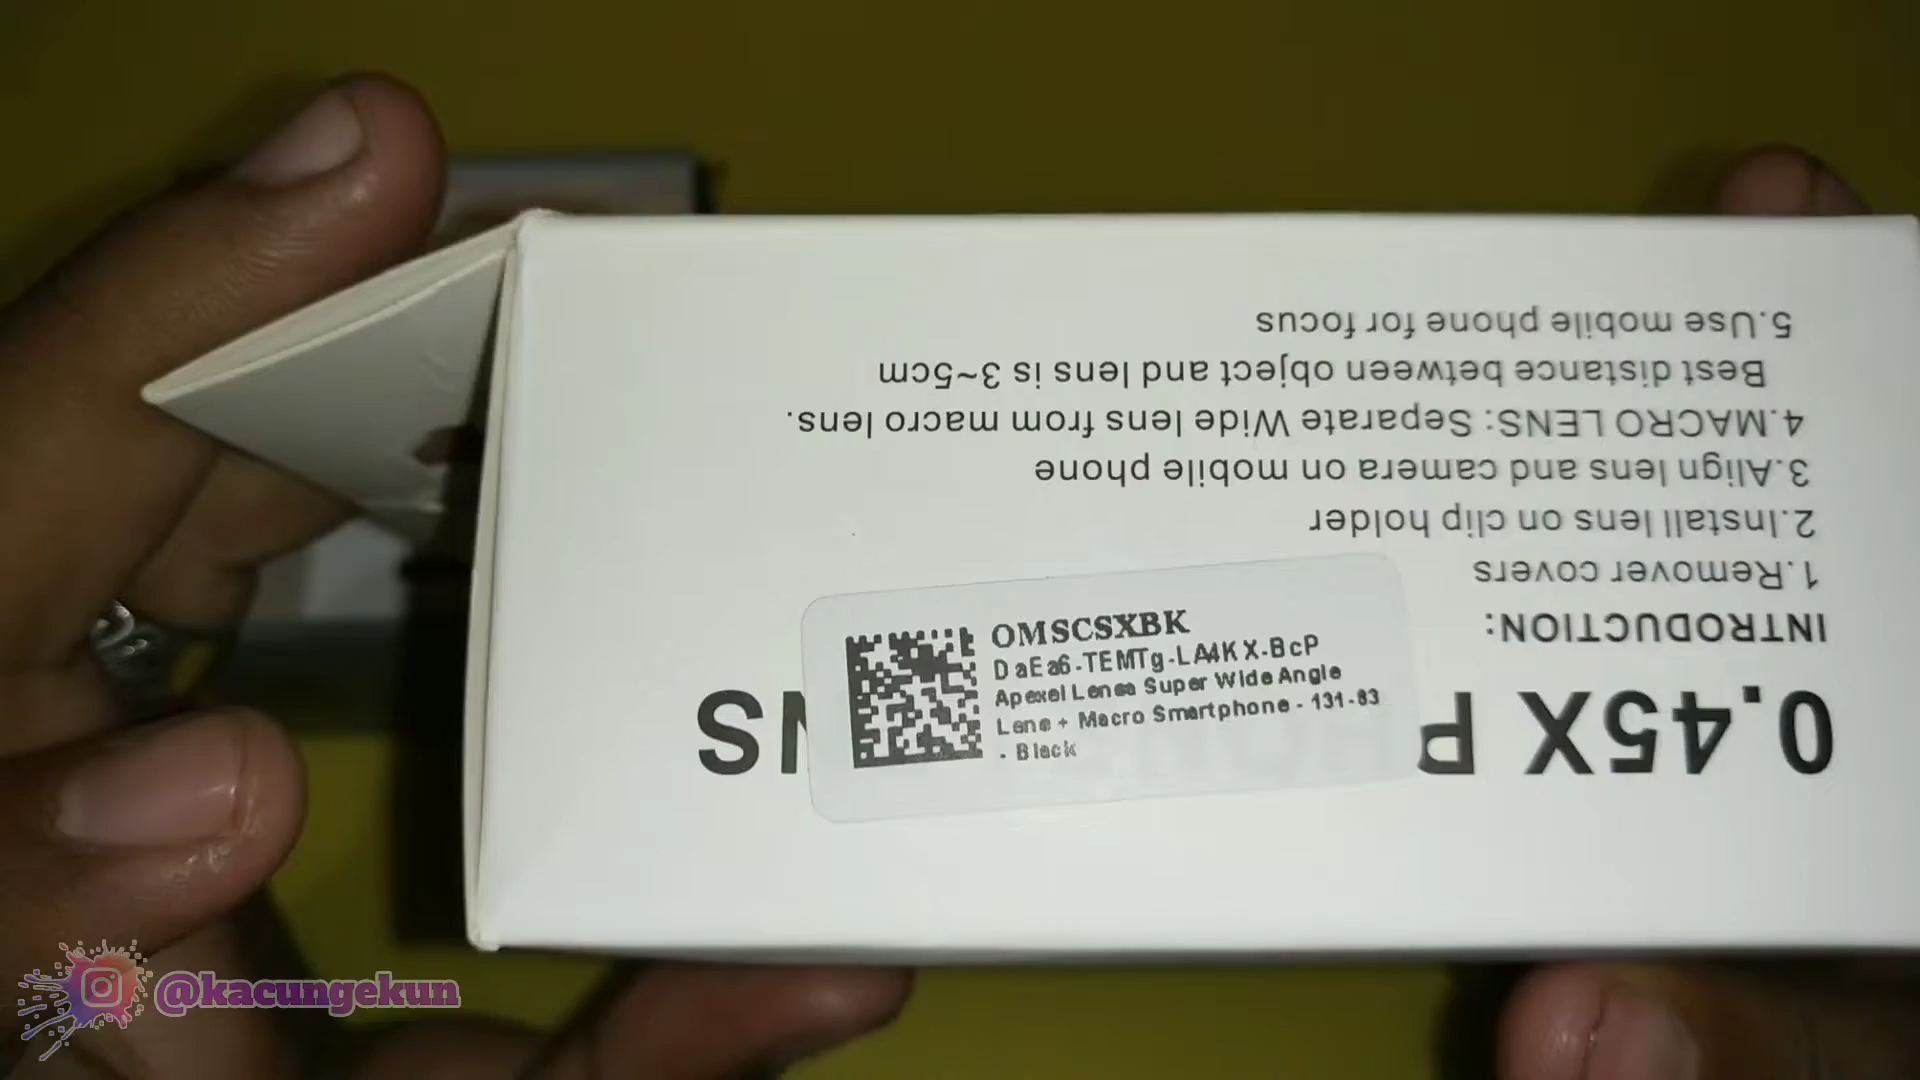 0.45X P
NS
INTRODUCTION:
1.Remover covers
2.Install lens on clip holder
3.Align lens and camera on mobile phone
4.MACRO LENS: Separate Wide lens from macro lens.
Best distance between object and lens is 3~5cm
5.Use mobile phone for focus
OMSCSXBK
DaEa6-TEMTg-LA4KX-BcP
Apexel Lensa Super Wide Angle
Lens + Macro Smartphone - 131-83
- Black
@kacungekun